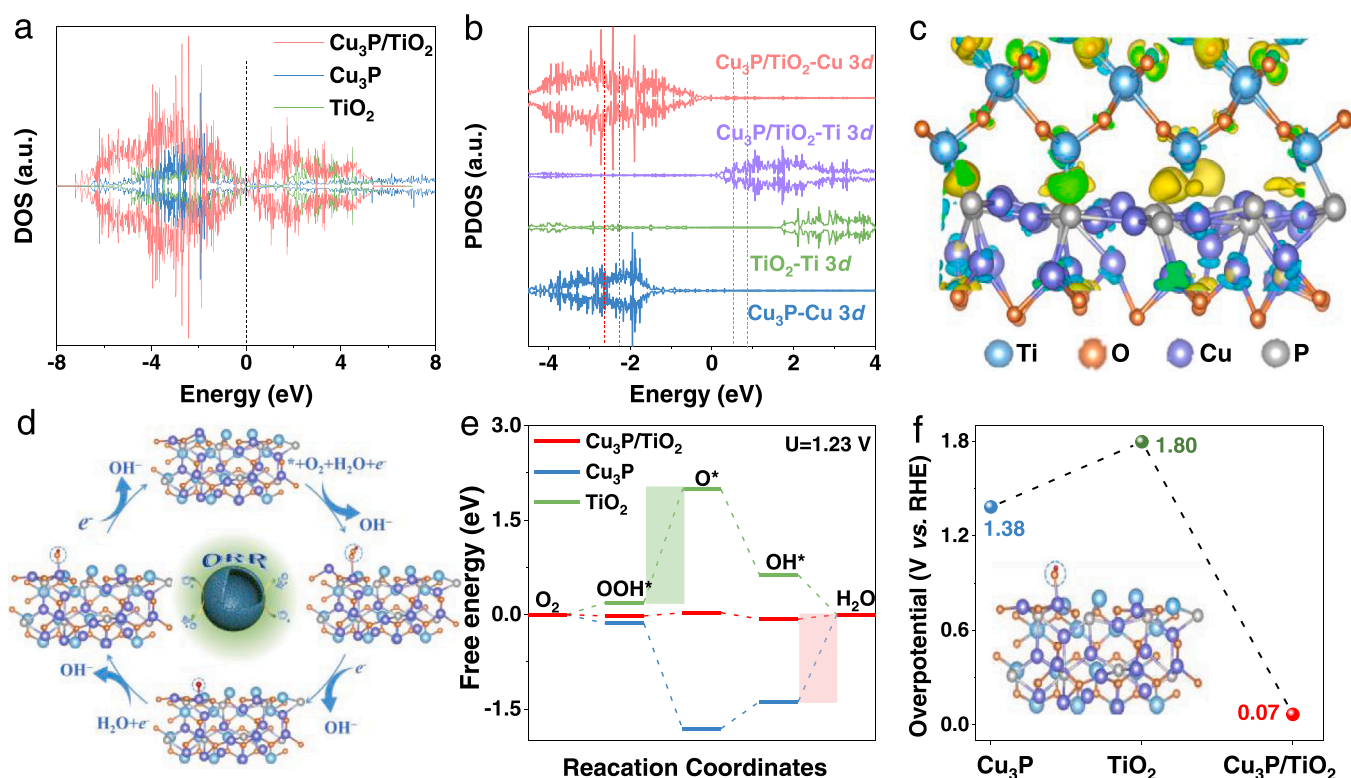 a
Cu₃P/TiO₂
Cu₃P
TiO₂
DOS (a.u.)
-8 -4 0 4 8
Energy (eV)
b
Cu₃P/TiO₂-Cu 3d
Cu₃P/TiO₂-Ti 3d
TiO₂-Ti 3d
Cu₃P-Cu 3d
PDOS (a.u.)
-4 -2 0 2 4
Energy (eV)
c
Ti O Cu P
d
OH⁻
*+O₂+H₂O+e⁻
e⁻
OH⁻
ORR
OH⁻
e⁻
H₂O+e⁻
OH⁻
e
Cu₃P/TiO₂
Cu₃P
TiO₂
U=1.23 V
3.0
1.5
0.0
-1.5
Free energy (eV)
O₂
OOH*
O*
OH*
H₂O
Reacation Coordinates
f
Overpotential (V vs. RHE)
1.8
1.2
0.6
0.0
1.38
1.80
0.07
Cu₃P TiO₂ Cu₃P/TiO₂